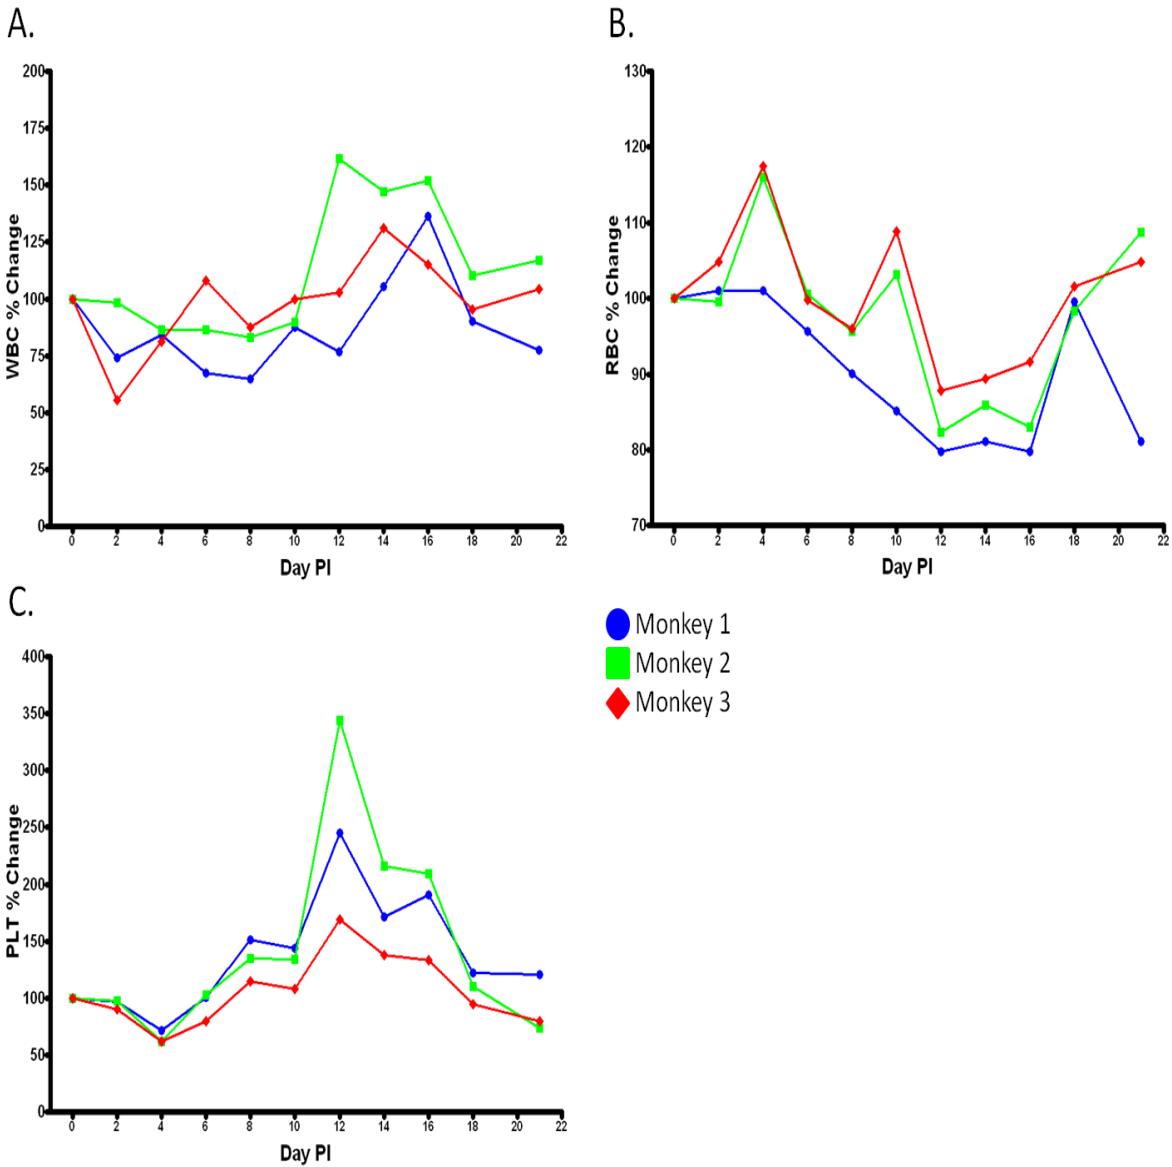 A.
WBC % Change
200
175
150
125
100
75
50
25
0
0 2 4 6 8 10 12 14 16 18 20 22
Day PI
B.
RBC % Change
130
120
110
100
90
80
70
0 2 4 6 8 10 12 14 16 18 20 22
Day PI
C.
PLT % Change
400
350
300
250
200
150
100
50
0
0 2 4 6 8 10 12 14 16 18 20 22
Day PI
Monkey 1
Monkey 2
Monkey 3